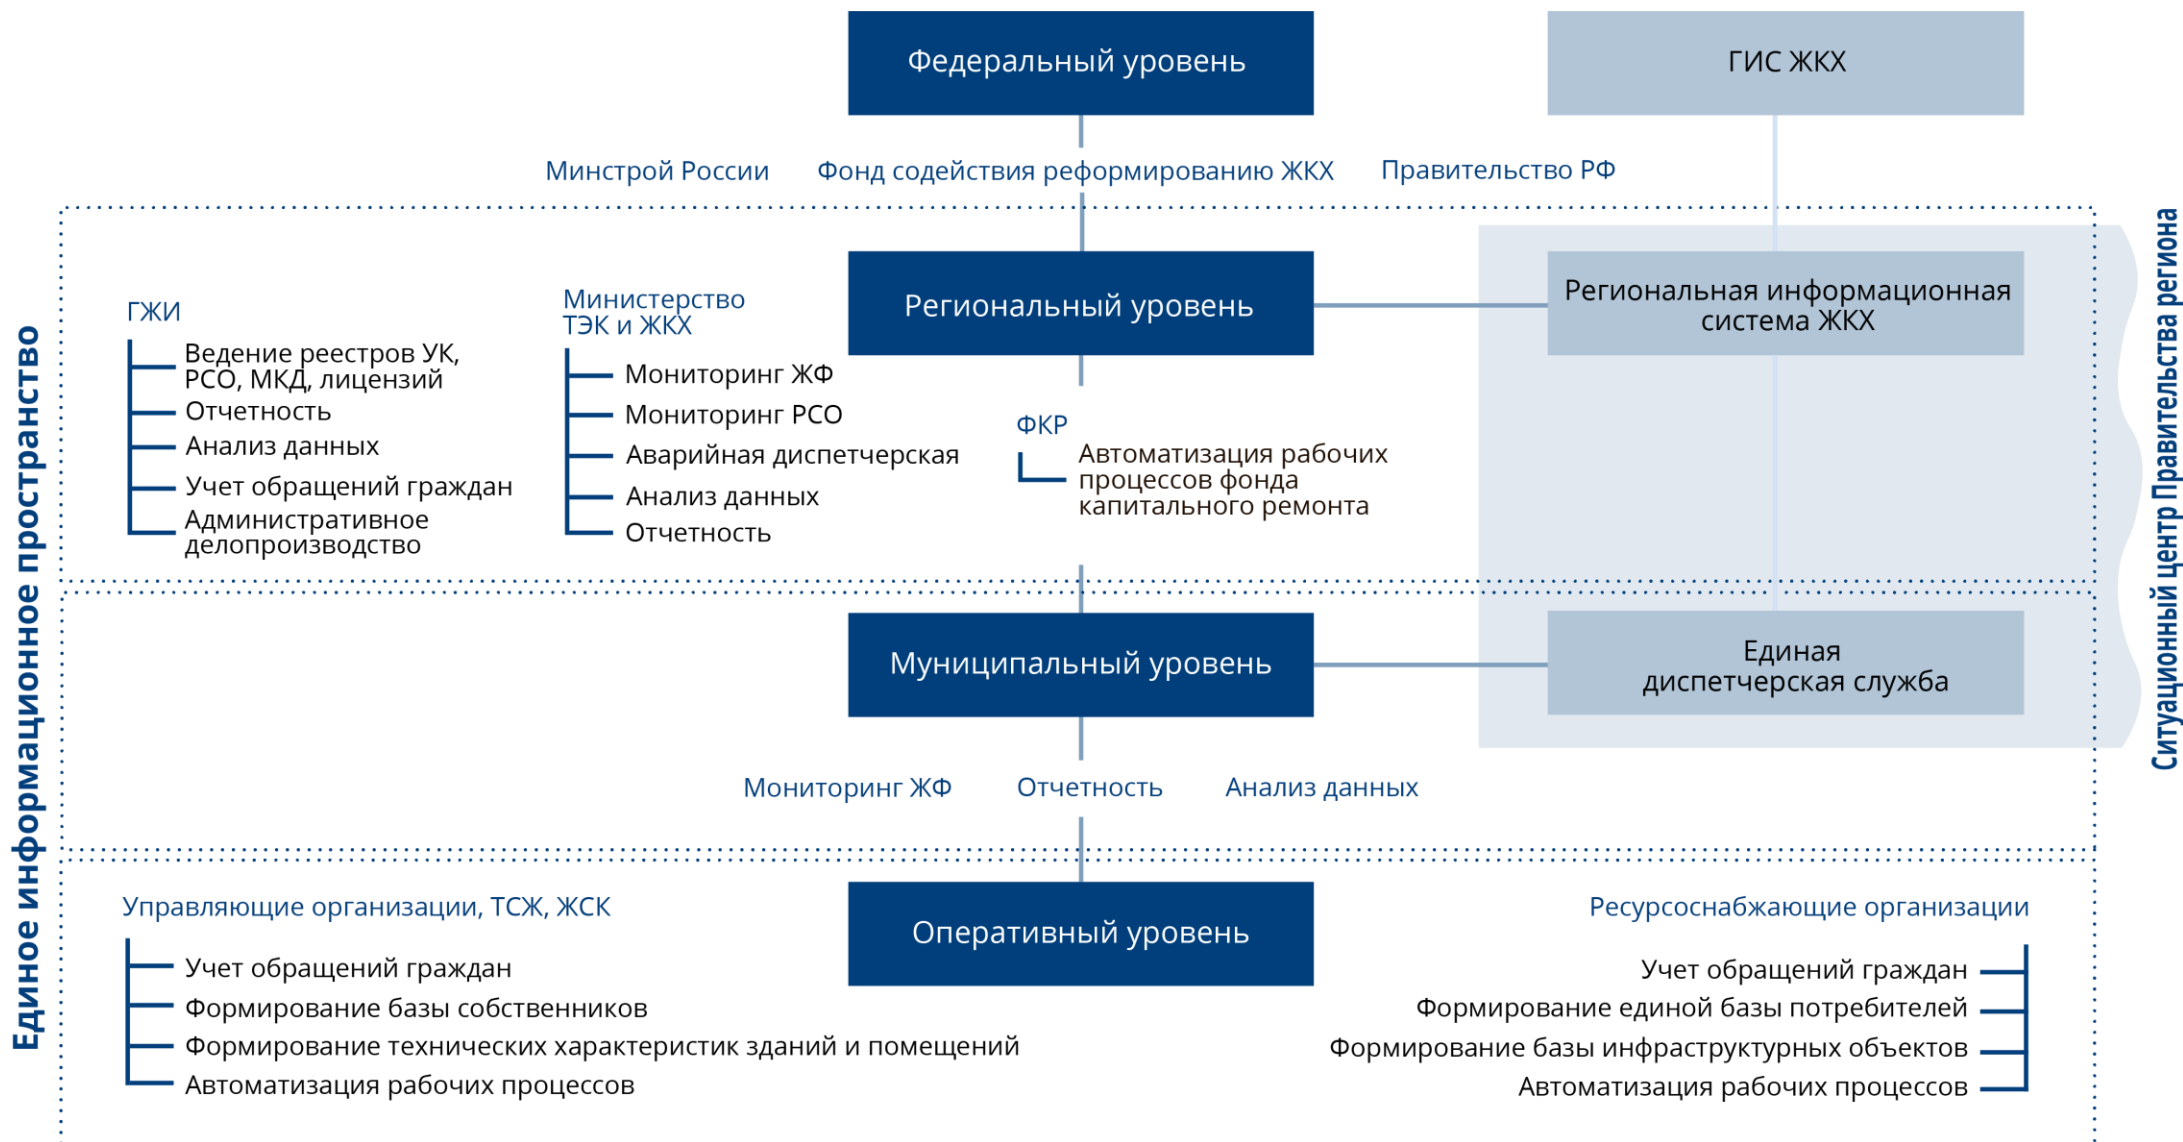 Федеральный уровень
ГИС ЖКХ
Минстрой России
Фонд содействия реформированию ЖКХ
Правительство РФ
Единое информационное пространство
Ситуационный центр Правительства региона
Региональный уровень
Региональная информационная
система ЖКХ
ГЖИ
Ведение реестров УК,
РСО, МКД, лицензий
Отчетность
Анализ данных
Учет обращений граждан
Административное
делопроизводство
Министерство
ТЭК и ЖКХ
Мониторинг ЖФ
Мониторинг РСО
Аварийная диспетчерская
Анализ данных
Отчетность
ФКР
Автоматизация рабочих
процессов фонда
капитального ремонта
Муниципальный уровень
Единая
диспетчерская служба
Мониторинг ЖФ
Отчетность
Анализ данных
Оперативный уровень
Управляющие организации, ТСЖ, ЖСК
Учет обращений граждан
Формирование базы собственников
Формирование технических характеристик зданий и помещений
Автоматизация рабочих процессов
Ресурсоснабжающие организации
Учет обращений граждан
Формирование единой базы потребителей
Формирование базы инфраструктурных объектов
Автоматизация рабочих процессов